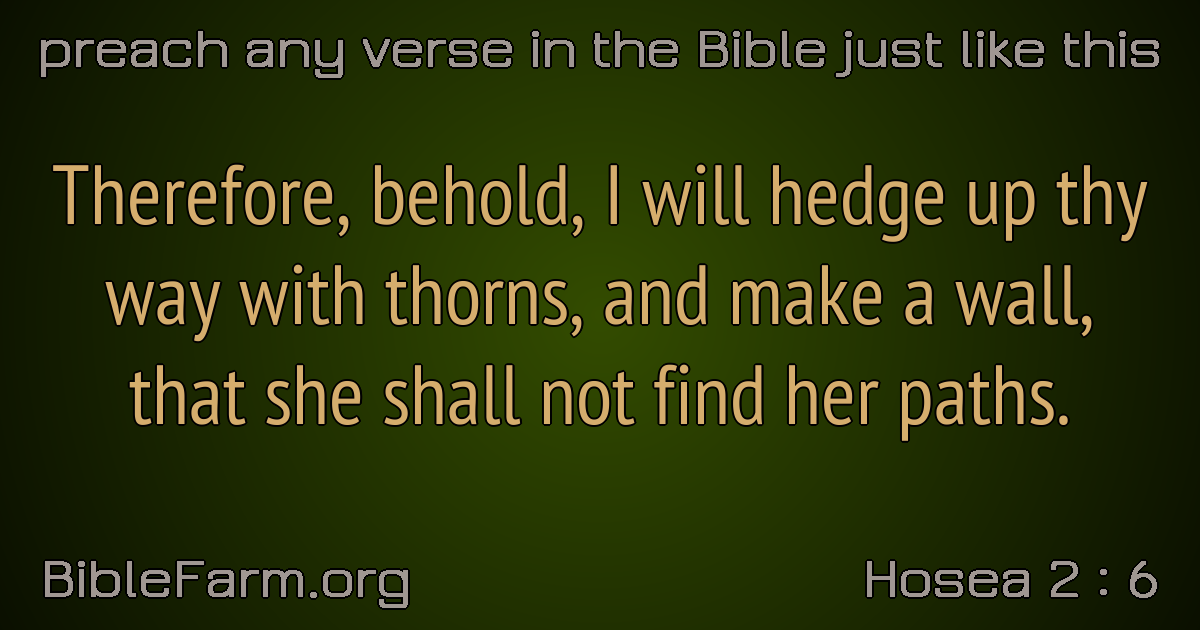 preach any verse in the Bible just like this
Therefore, behold, I will hedge up thy
way with thorns, and make a wall,
that she shall not find her paths.
BibleFarm.org
Hosea 2 : 6